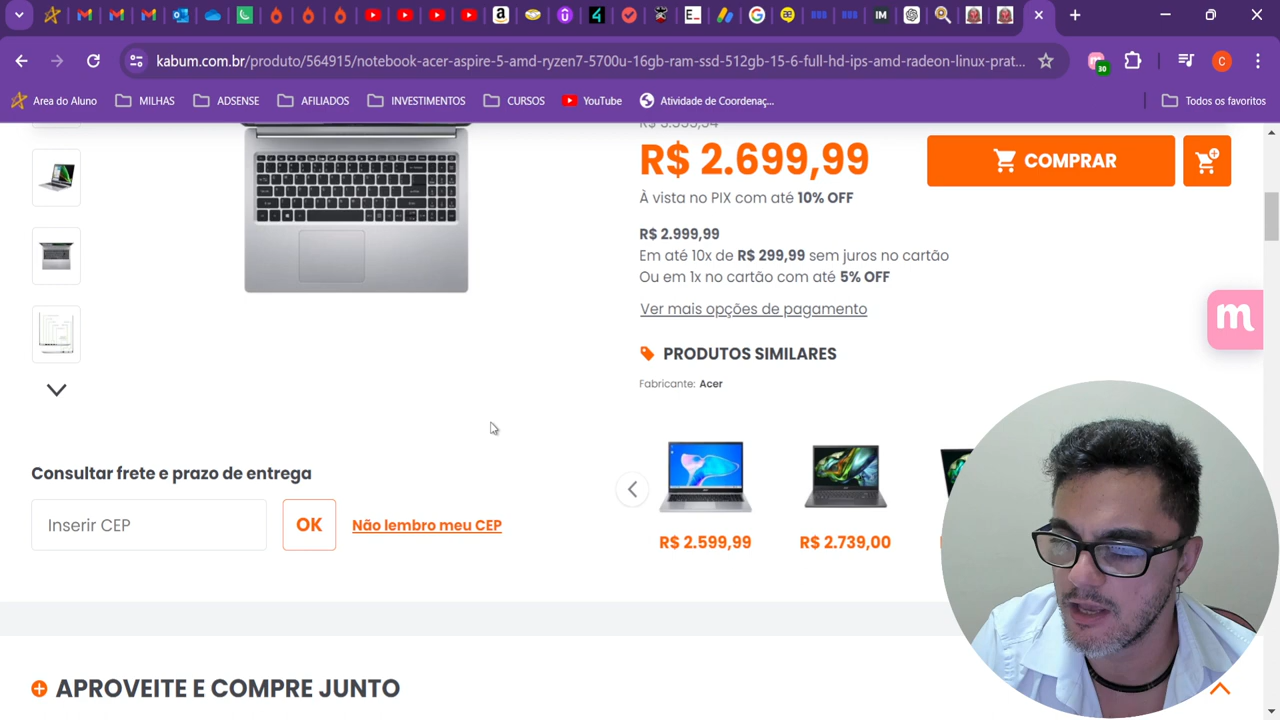 kabum.com.br/produto/564915/notebook-acer-aspire-5-amd-ryzen7-5700u-16gb-ram-ssd-512gb-15-6-full-hd-ips-amd-radeon-linux-prat...
30
C
Area do Aluno
MILHAS
ADSENSE
AFILIADOS
INVESTIMENTOS
CURSOS
YouTube
Atividade de Coordenaç...
Todos os favoritos
R$ 2.699,99
COMPRAR
À vista no PIX com até 10% OFF
R$ 2.999,99
Em até 10x de R$ 299,99 sem juros no cartão
Ou em 1x no cartão com até 5% OFF
Ver mais opções de pagamento
m
PRODUTOS SIMILARES
Fabricante: Acer
Consultar frete e prazo de entrega
Inserir CEP
OK
Não lembro meu CEP
R$ 2.599,99
R$ 2.739,00
APROVEITE E COMPRE JUNTO